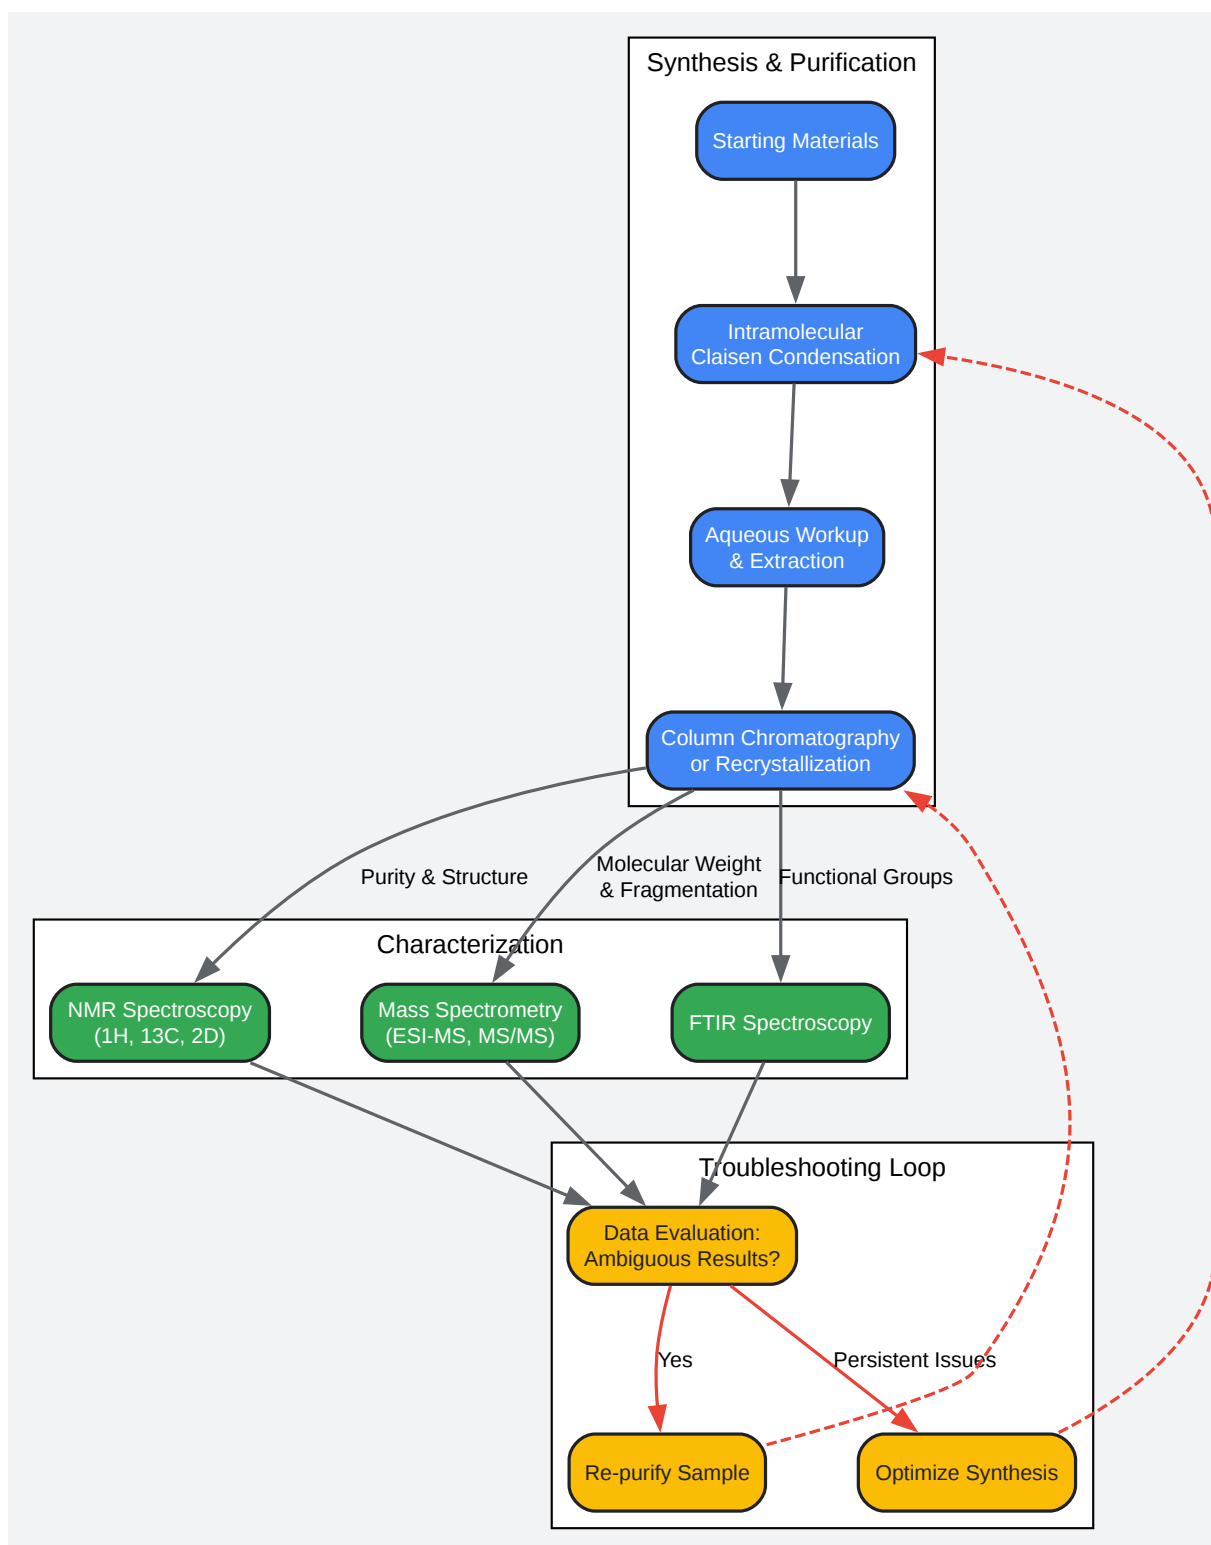 Synthesis & Purification
Starting Materials
Intramolecular
Claisen Condensation
Aqueous Workup
& Extraction
Column Chromatography
or Recrystallization
Purity & Structure
Molecular Weight
& Fragmentation
Functional Groups
Characterization
NMR Spectroscopy
(1H, 13C, 2D)
Mass Spectrometry
(ESI-MS, MS/MS)
FTIR Spectroscopy
Troubleshooting Loop
Data Evaluation:
Ambiguous Results?
Yes
Persistent Issues
Re-purify Sample
Optimize Synthesis